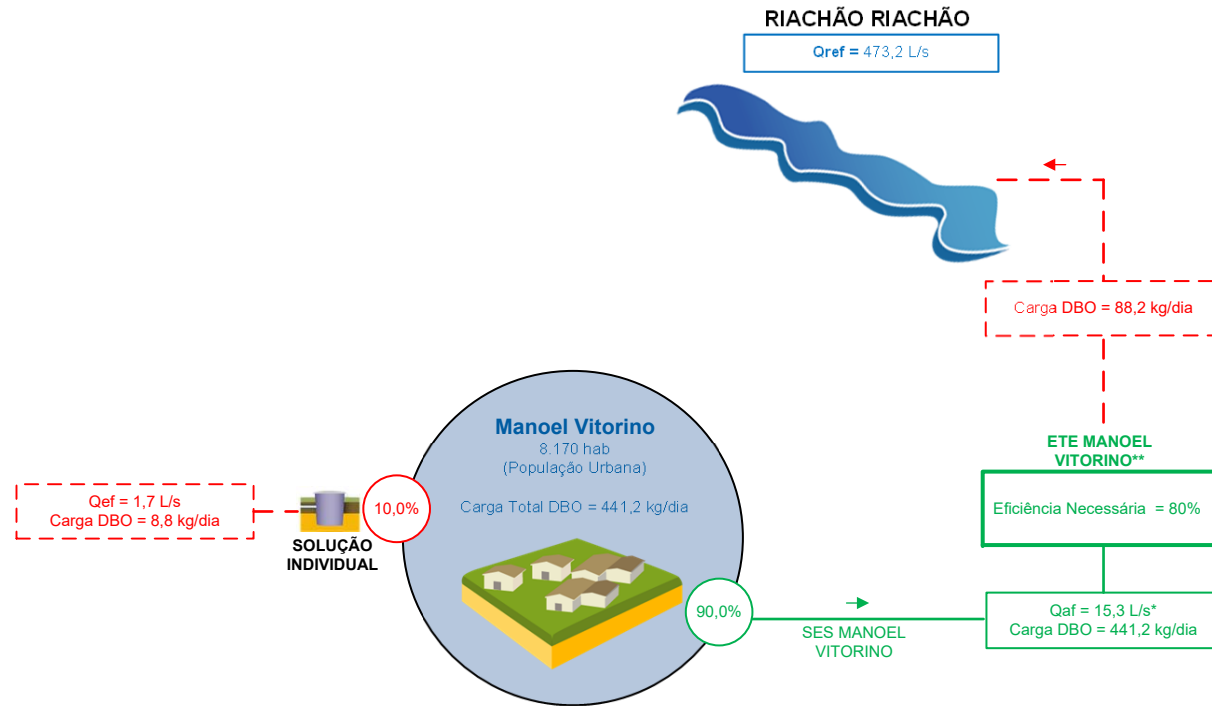 RIACHÃO RIACHÃO
Qref = 473,2 L/s
Carga DBO = 88,2 kg/dia
Manoel Vitorino
8.170 hab
(População Urbana)
Carga Total DBO = 441,2 kg/dia
ETE MANOEL
VITORINO**
Eficiência Necessária = 80%
Qef = 1,7 L/s
Carga DBO = 8,8 kg/dia
10,0%
SOLUÇÃO
INDIVIDUAL
90,0%
SES MANOEL
VITORINO
Qaf = 15,3 L/s*
Carga DBO = 441,2 kg/dia